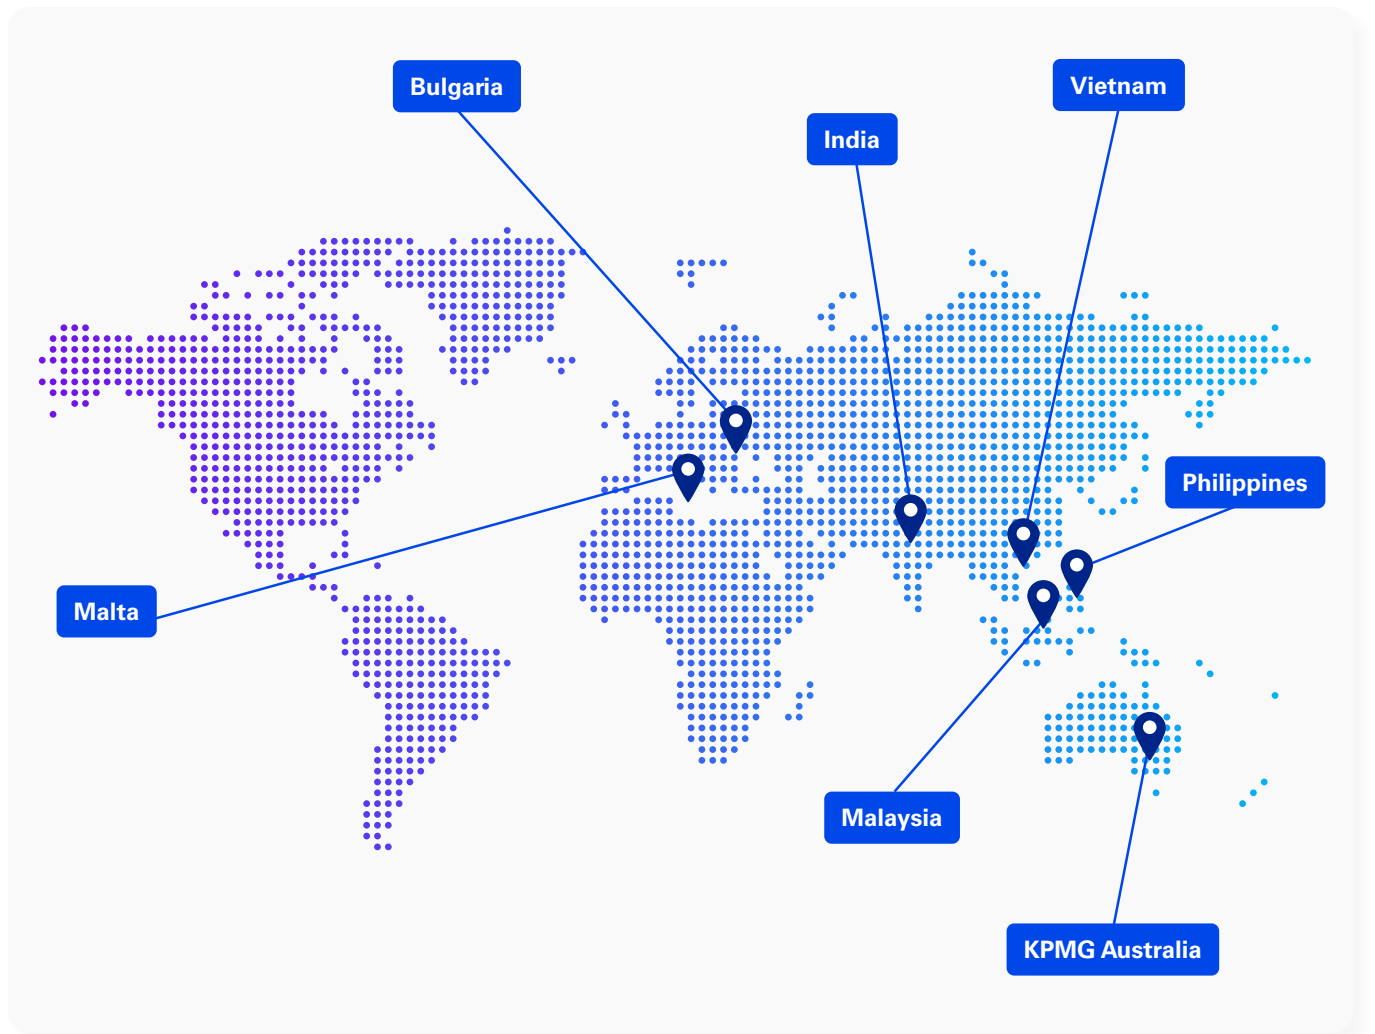 Bulgaria
Vietnam
India
Philippines
Malta
Malaysia
KPMG Australia